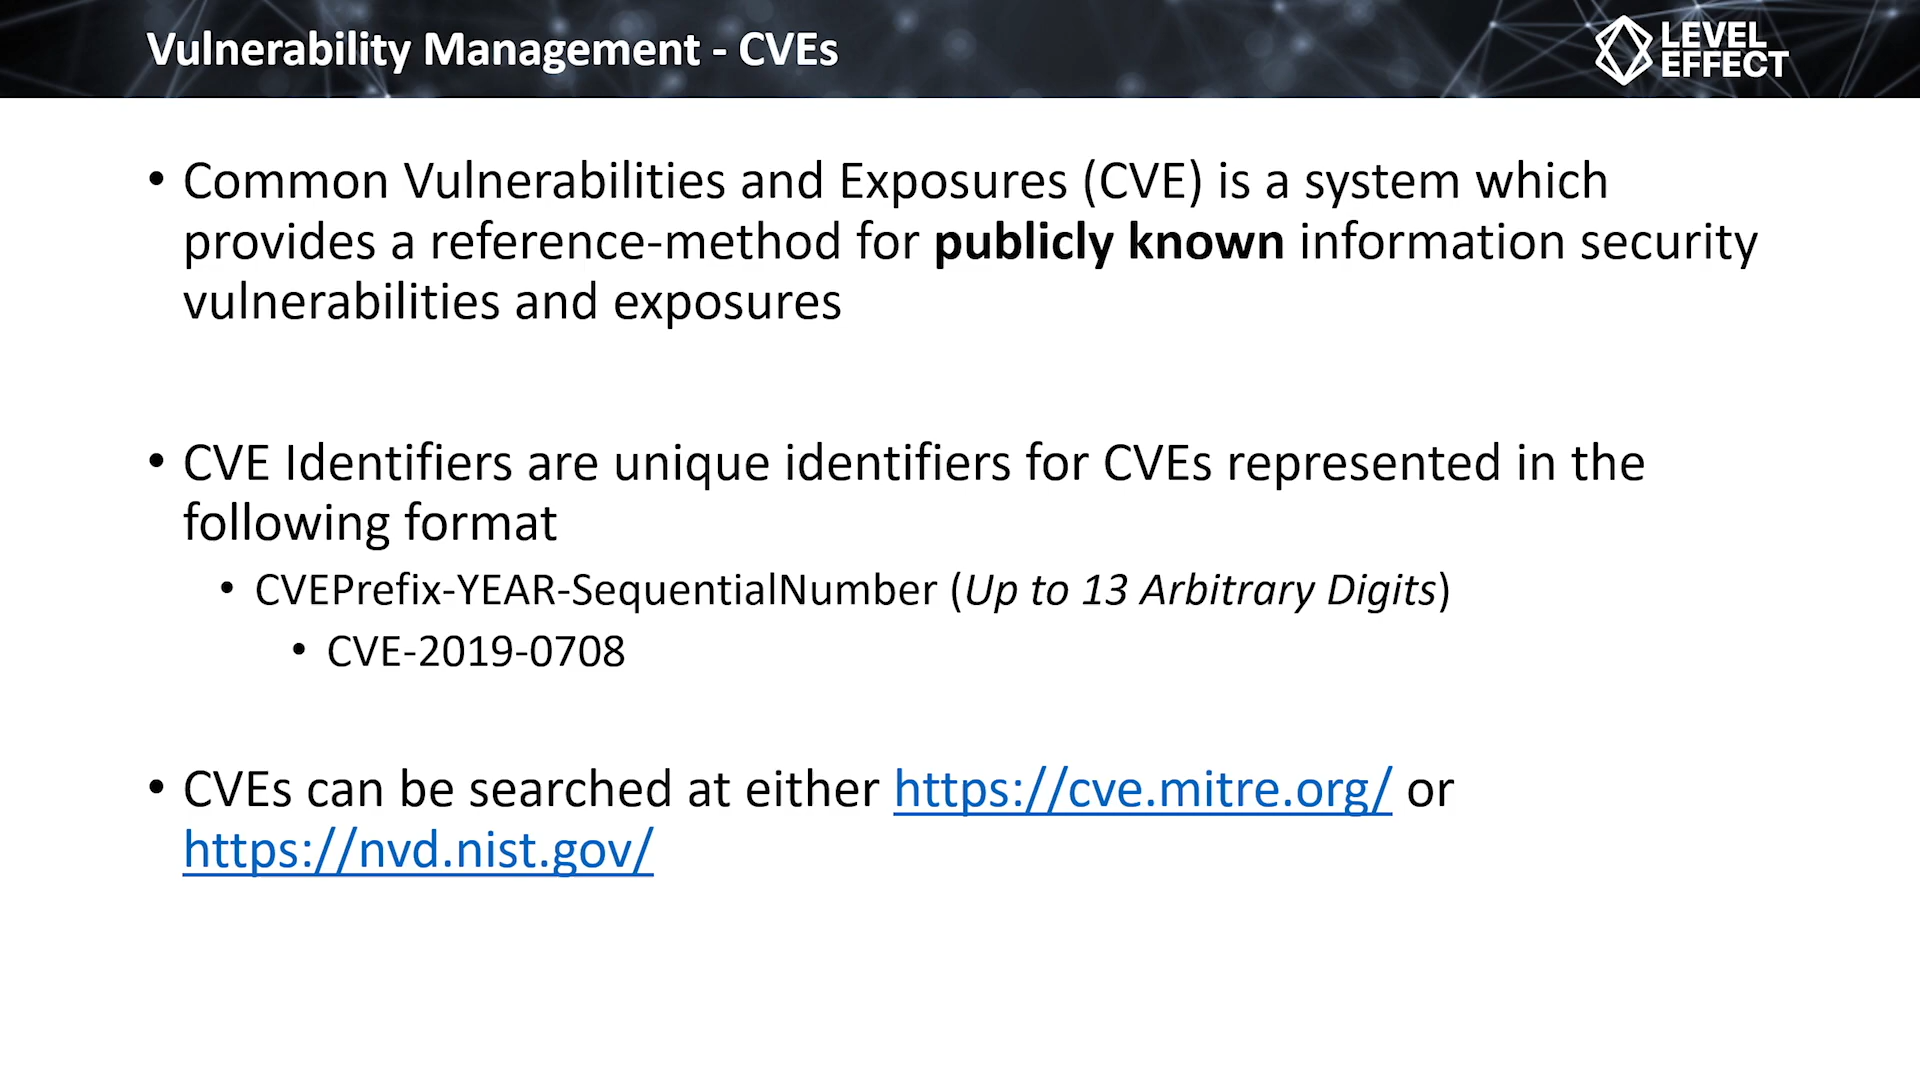 Vulnerability Management - CVEs
LEVEL
EFFECT
• Common Vulnerabilities and Exposures (CVE) is a system which
provides a reference-method for publicly known information security
vulnerabilities and exposures
• CVE Identifiers are unique identifiers for CVEs represented in the
following format
• CVEPrefix-YEAR-SequentialNumber (Up to 13 Arbitrary Digits)
• CVE-2019-0708
• CVEs can be searched at either https://cve.mitre.org/ or
https://nvd.nist.gov/